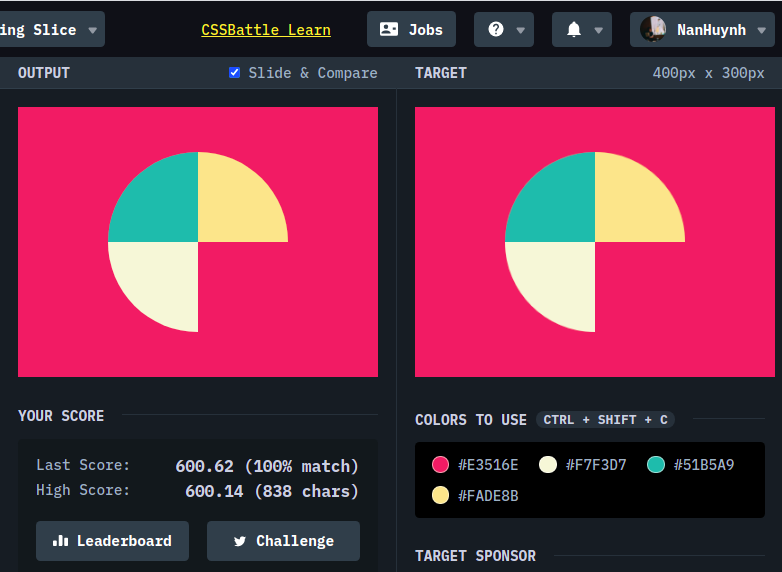 ing Slice
CSSBattle Learn
Jobs
NanHuynh
OUTPUT
Slide & Compare
TARGET
400px x 300px
YOUR SCORE
Last Score: 600.62 (100% match)
High Score: 600.14 (838 chars)
Leaderboard
Challenge
COLORS TO USE CTRL + SHIFT + C
#E3516E #F7F3D7 #51B5A9
#FADE8B
TARGET SPONSOR